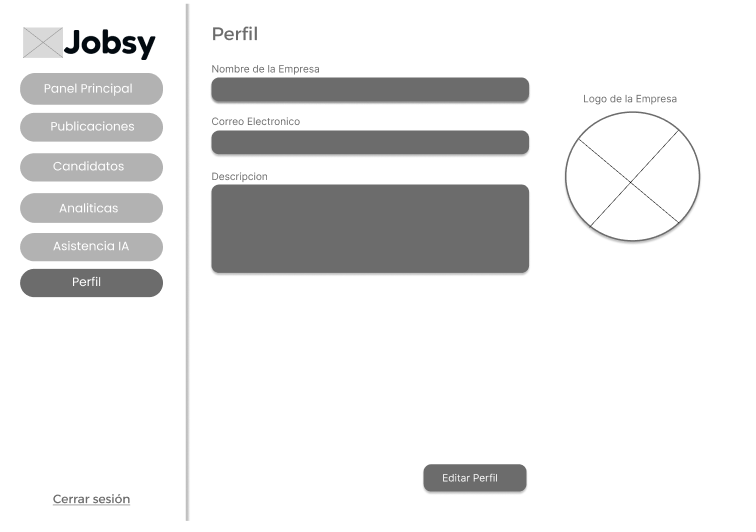 Jobsy
Panel Principal
Publicaciones
Candidatos
Analiticas
Asistencia IA
Perfil
Cerrar sesión
Perfil
Nombre de la Empresa
Correo Electronico
Descripcion
Logo de la Empresa
Editar Perfil